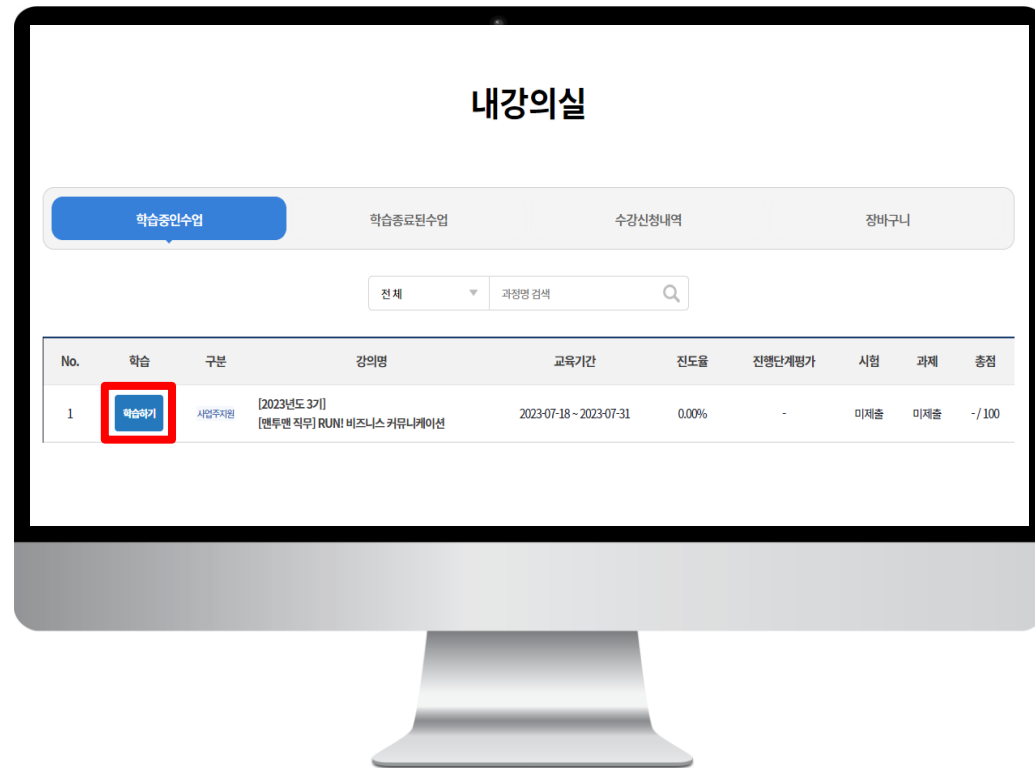 내강의실
학습중인수업 학습종료된수업 수강신청내역 장바구니
전체 과정명 검색
No. 학습 구분 강의명 교육기간 진도율 진행단계평가 시험 과제 총점
1 학습하기 사업주지원 [2023년도 3기] 2023-07-18 ~ 2023-07-31 0.00% - 미제출 미제출 - / 100
[맨투맨 직무] RUN! 비즈니스 커뮤니케이션